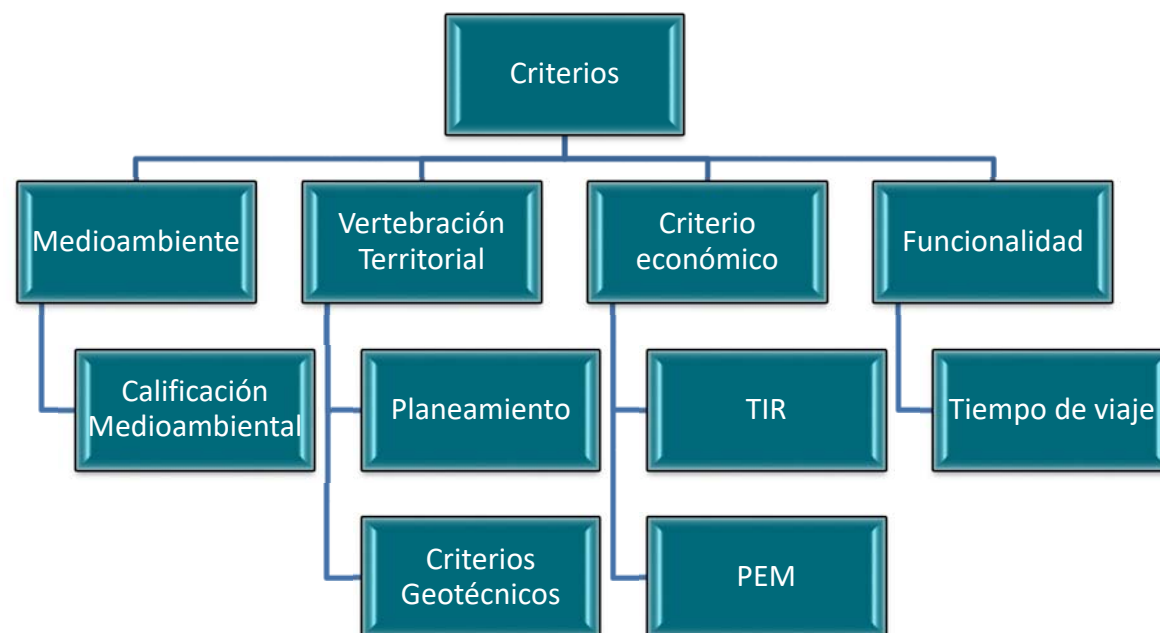 Criterios
Medioambiente
Vertebración
Territorial
Criterio
económico
Funcionalidad
Calificación
Medioambiental
Planeamiento
TIR
Tiempo de viaje
Criterios
Geotécnicos
PEM